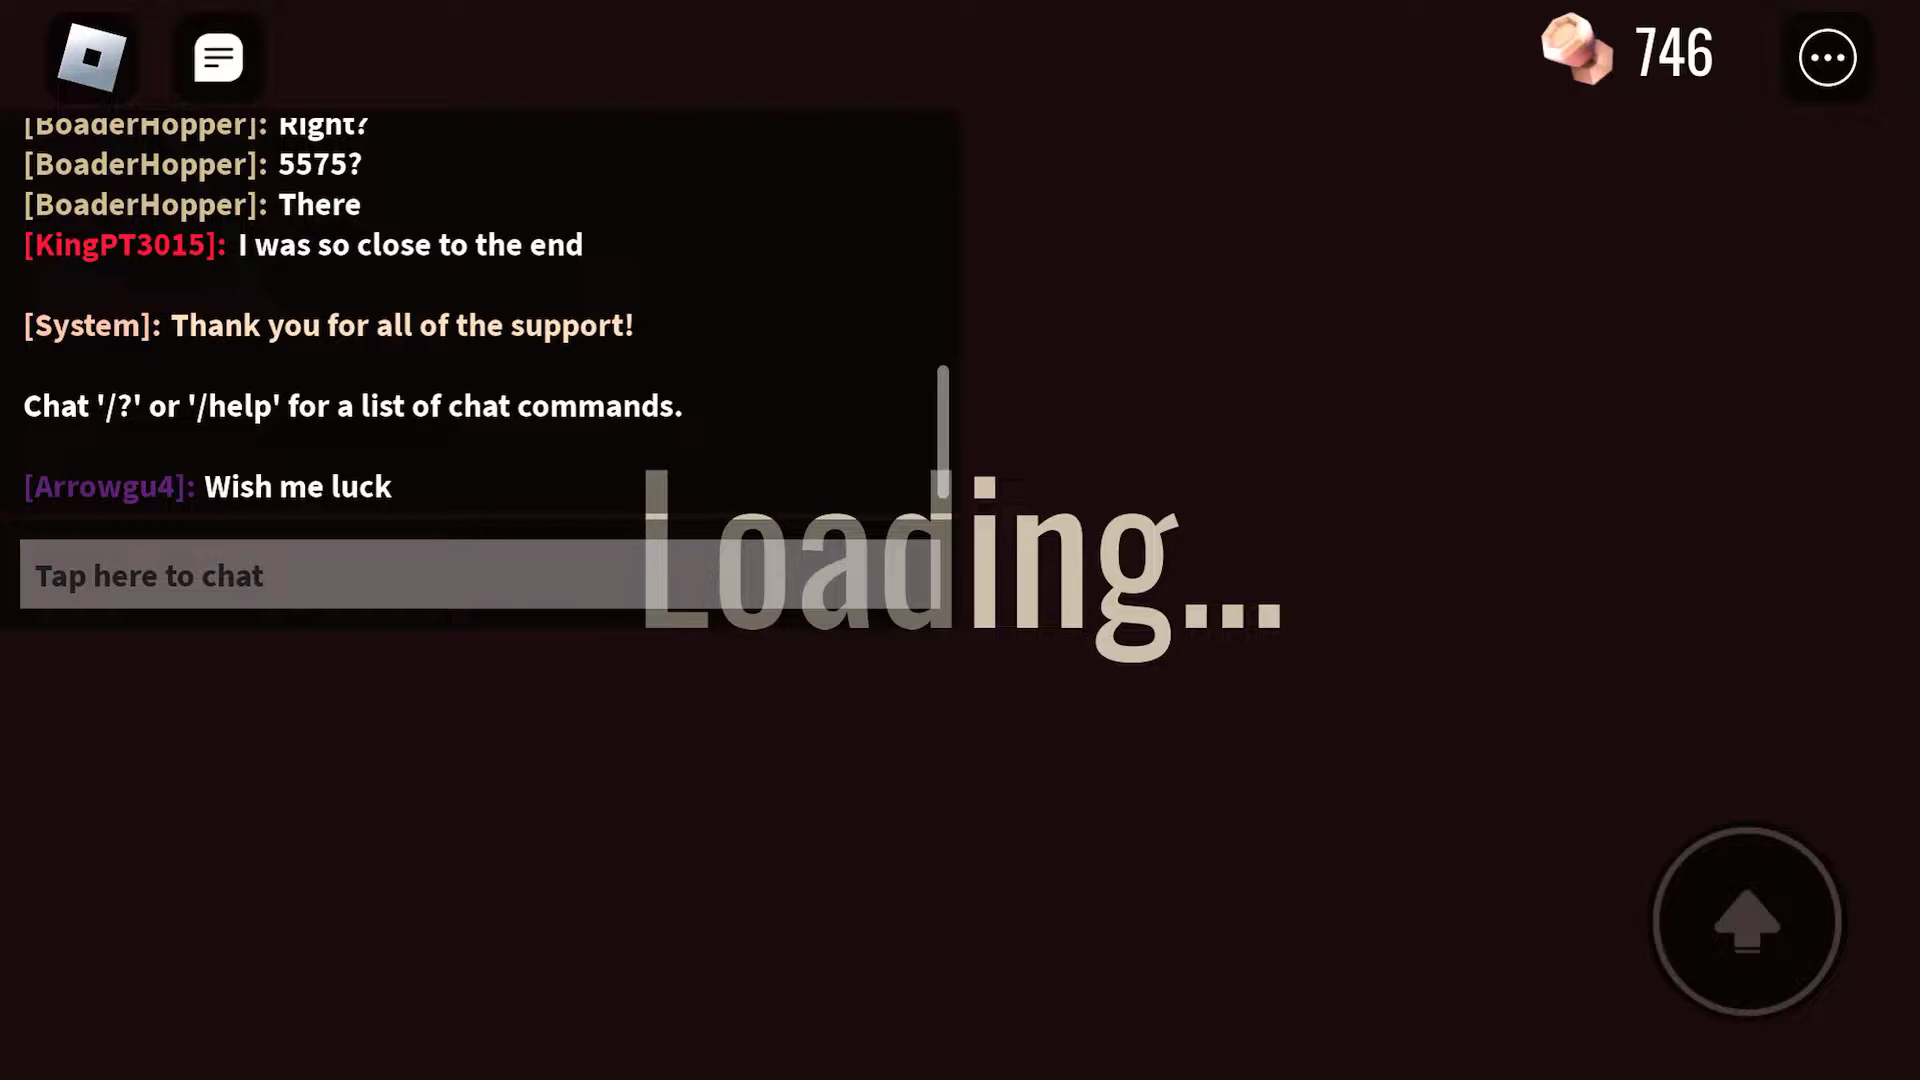 746
[BoaderHopper]: Right?
[BoaderHopper]: 5575?
[BoaderHopper]: There
[KingPT3015]: I was so close to the end
[System]: Thank you for all of the support!
Chat '/?' or '/help' for a list of chat commands.
[Arrowgu4]: Wish me luck
Loading...
Tap here to chat